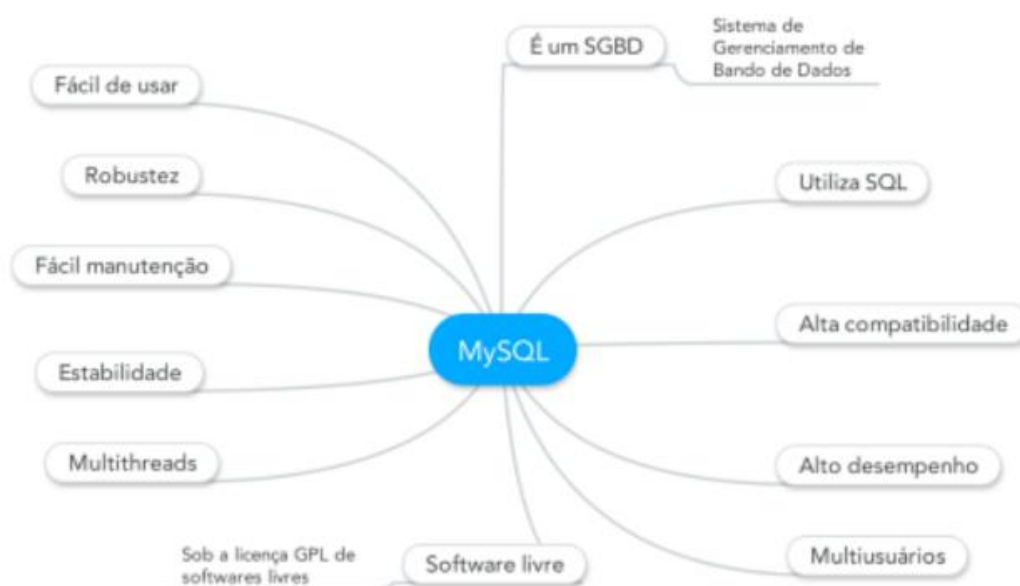 É um SGBD
Sistema de
Gerenciamento de
Bando de Dados
Fácil de usar
Robustez
Utiliza SQL
Fácil manutenção
Alta compatibilidade
MySQL
Estabilidade
Multithreads
Alto desempenho
Sob a licença GPL de
softwares livres
Software livre
Multiusuários